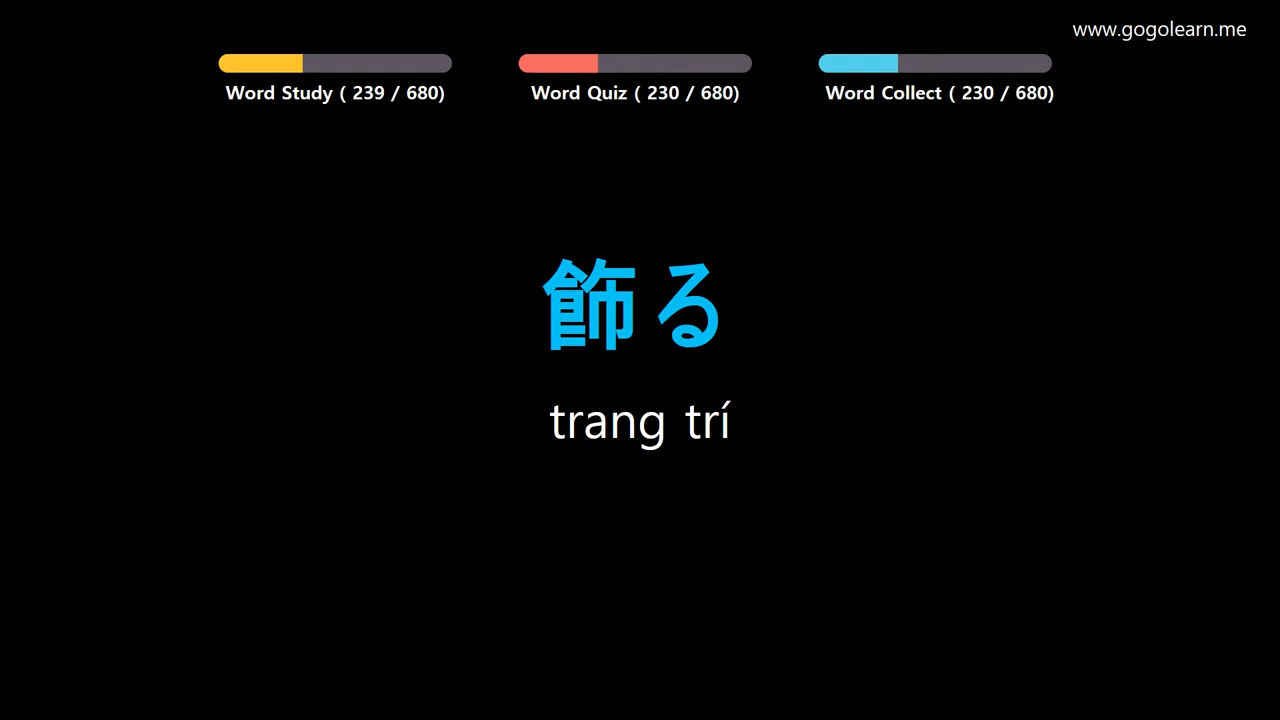 www.gogolearn.me
Word Study ( 239 / 680)
Word Quiz ( 230 / 680)
Word Collect ( 230 / 680)
飾る
trang trí